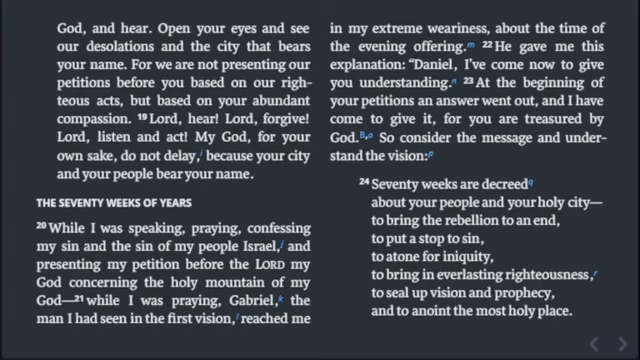 God, and hear. Open your eyes and see
our desolations and the city that bears
your name. For we are not presenting our
petitions before you based on our righ-
teous acts, but based on your abundant
compassion. 19 Lord, hear! Lord, forgive!
Lord, listen and act! My God, for your
own sake, do not delay,i because your city
and your people bear your name.
THE SEVENTY WEEKS OF YEARS
20 While I was speaking, praying, confessing
my sin and the sin of my people Israel,j and
presenting my petition before the LORD my
God concerning the holy mountain of my
God—21 while I was praying, Gabriel,k the
man I had seen in the first vision,l reached me
in my extreme weariness, about the time of
the evening offering.m 22 He gave me this
explanation: “Daniel, I’ve come now to give
you understanding.n 23 At the beginning of
your petitions an answer went out, and I have
come to give it, for you are treasured by
God.B,o So consider the message and under-
stand the vision:p
24 Seventy weeks are decreedq
about your people and your holy city—
to bring the rebellion to an end,
to put a stop to sin,
to atone for iniquity,
to bring in everlasting righteousness,r
to seal up vision and prophecy,
and to anoint the most holy place.